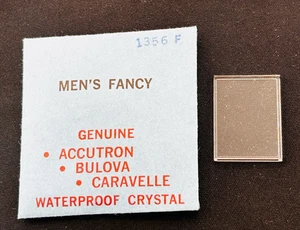 1356 F
MEN'S FANCY
GENUINE
• ACCUTRON
• BULOVA
• CARAVELLE
WATERPROOF CRYSTAL